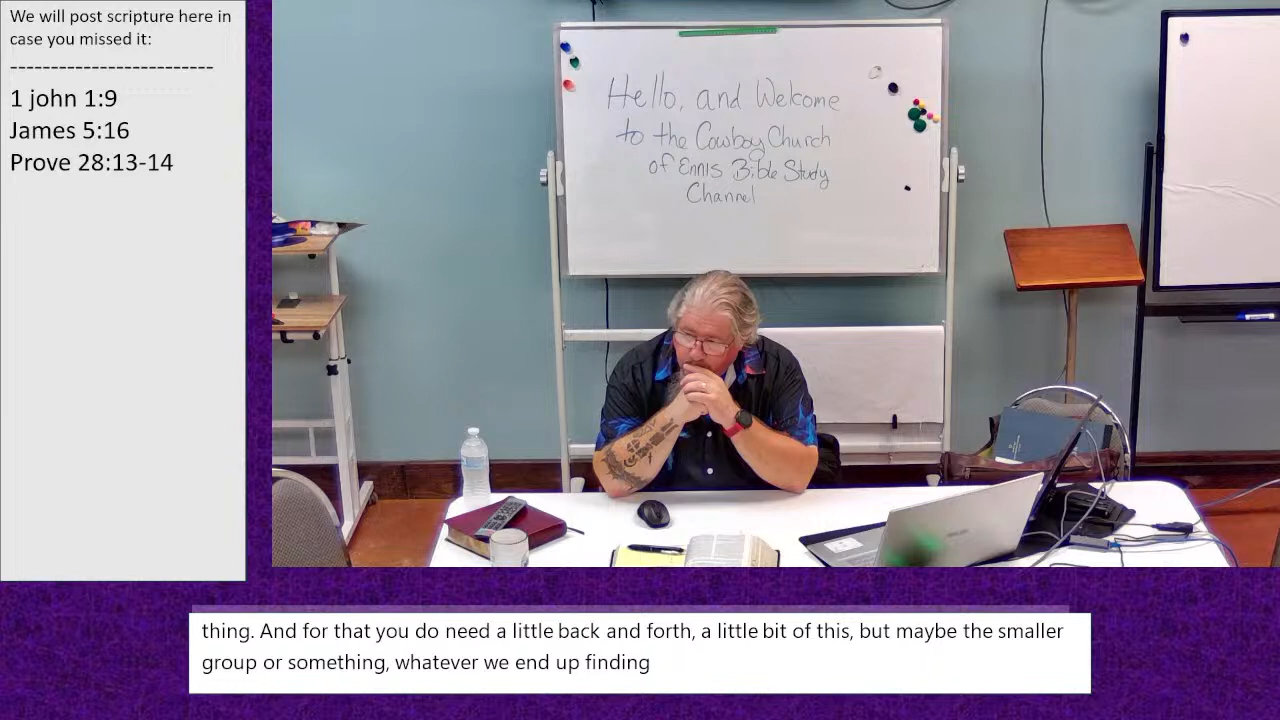 We will post scripture here in
case you missed it:
------------------------
1 john 1:9
James 5:16
Prove 28:13-14
Hello, and Welcome
to the Cowboy Church
of Ennis Bible Study
Channel
thing. And for that you do need a little back and forth, a little bit of this, but maybe the smaller
group or something, whatever we end up finding